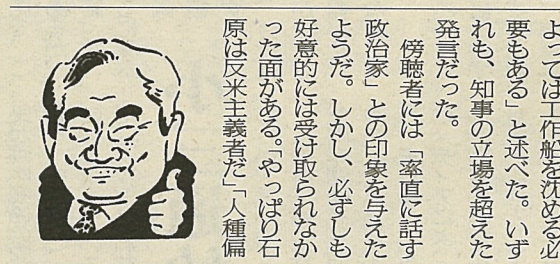 よっては工作船を沈める必
要もある」と述べた。いず
れも、知事の立場を超えた
発言だった。
傍聴者には「率直に話す
政治家」との印象を与えた
ようだ。しかし、必ずしも
好意的には受け取られなか
った面がある。「やっぱり石
原は反米主義者だ」「人種偏